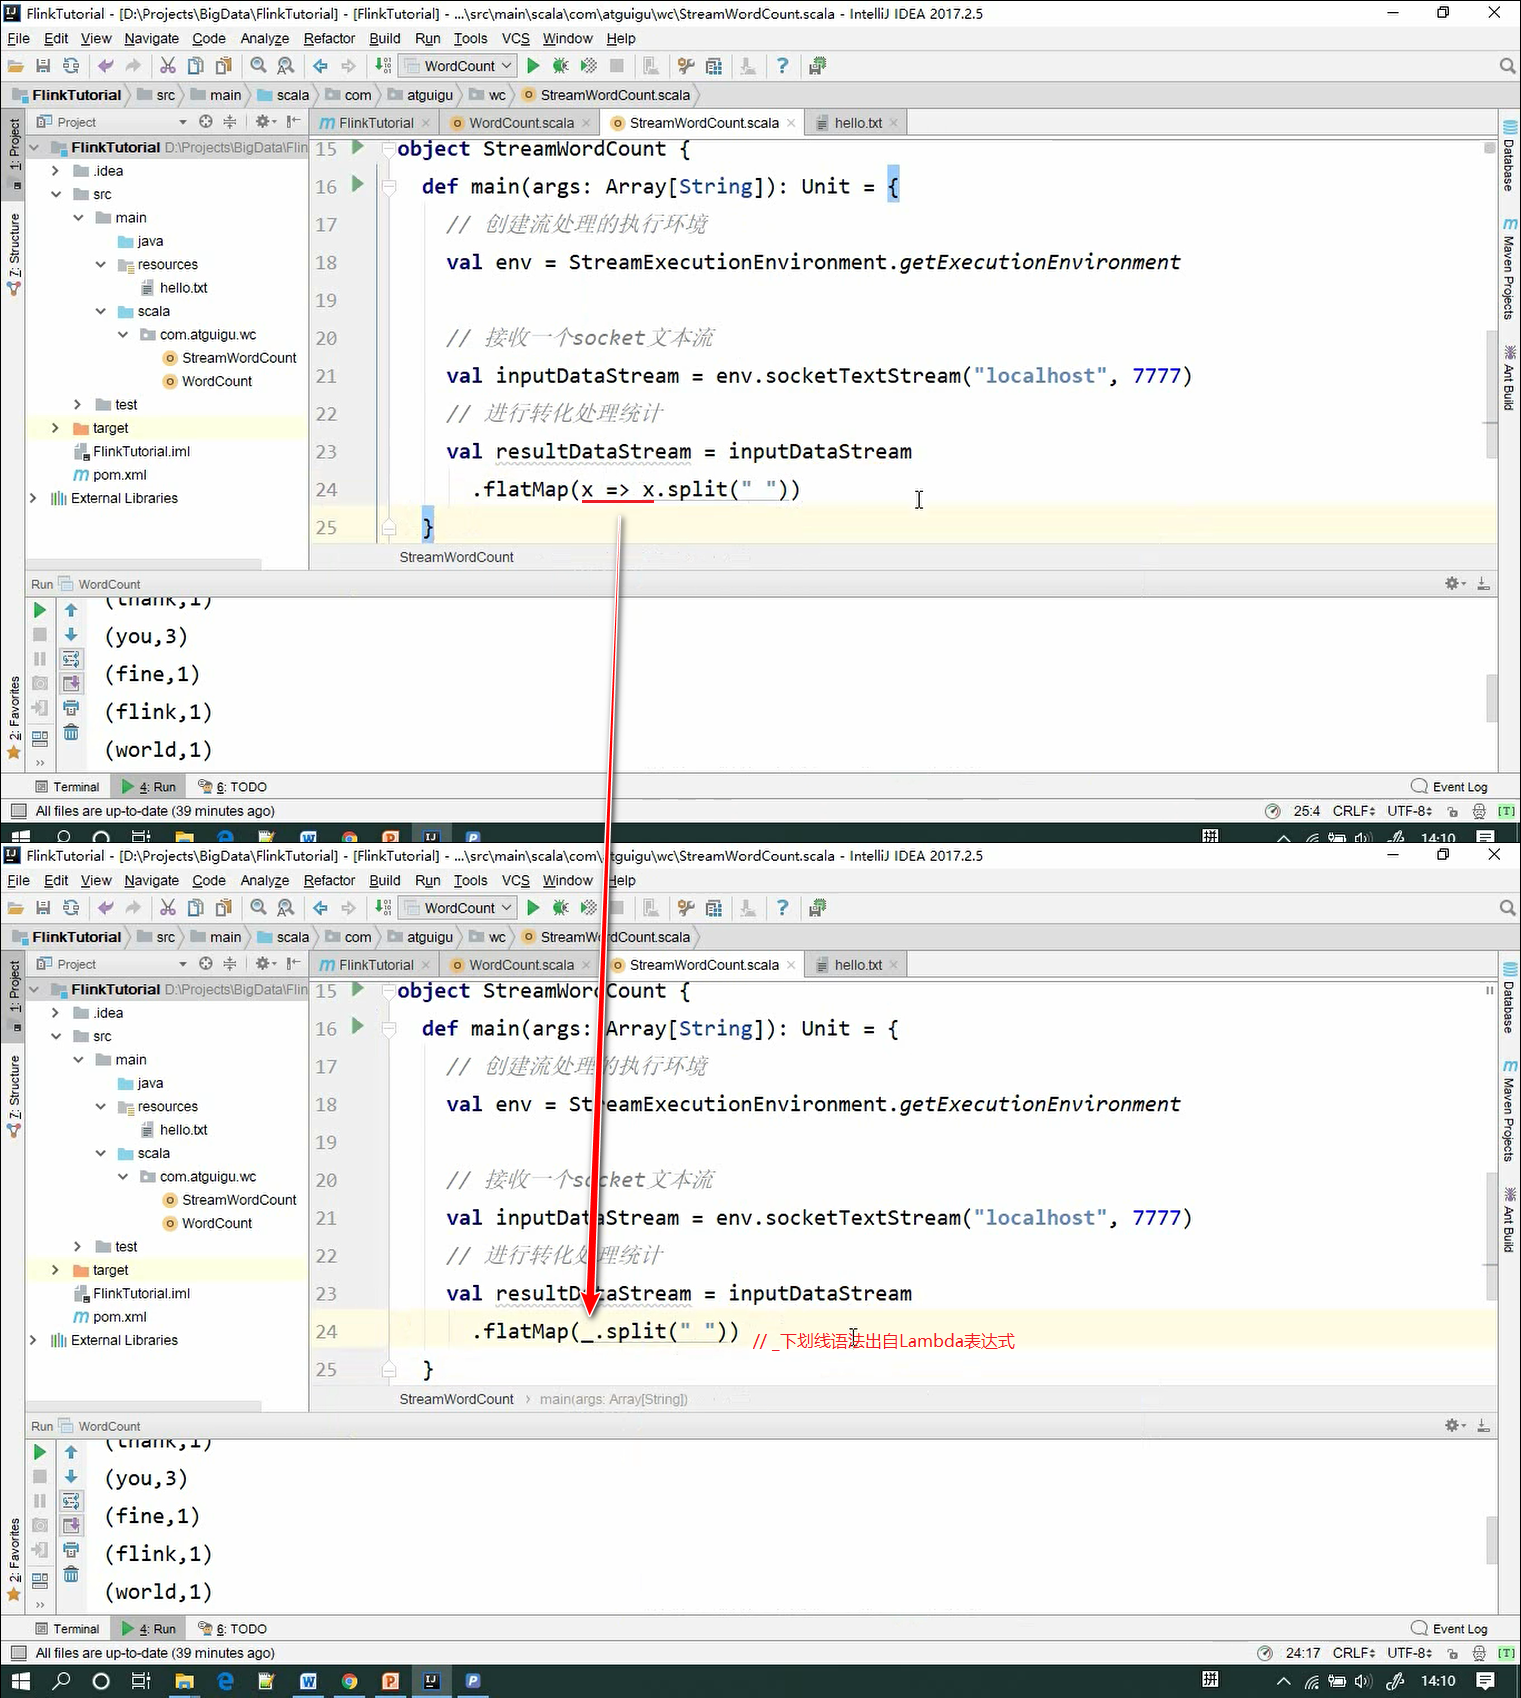 FlinkTutorial - [D:\Projects\BigData\FlinkTutorial] - [FlinkTutorial] - ...\src\main\scala\com\atguigu\wc\StreamWordCount.scala - IntelliJ IDEA 2017.2.5
File Edit View Navigate Code Analyze Refactor Build Run Tools VCS Window Help
WordCount
FlinkTutorial src main scala com atguigu wc StreamWordCount.scala
Project FlinkTutorial WordCount.scala StreamWordCount.scala hello.txt
1: Project
7: Structure
2: Favorites
Database
Maven Projects
Ant Build
FlinkTutorial D:\Projects\BigData\Flin
.idea
src
main
java
resources
hello.txt
scala
com.atguigu.wc
StreamWordCount
WordCount
test
target
FlinkTutorial.iml
pom.xml
External Libraries
15 object StreamWordCount {
16 def main(args: Array[String]): Unit = {
17 // 创建流处理的执行环境
18 val env = StreamExecutionEnvironment.getExecutionEnvironment
19
20 // 接收一个socket文本流
21 val inputDataStream = env.socketTextStream("localhost", 7777)
22 // 进行转化处理统计
23 val resultDataStream = inputDataStream
24 .flatMap(x => x.split(" "))
25 }
StreamWordCount
Run WordCount
(thank,1)
(you,3)
(fine,1)
(flink,1)
(world,1)
Terminal 4: Run 6: TODO Event Log
All files are up-to-date (39 minutes ago) 25:4 CRLF UTF-8 [T]
拼 14:10
FlinkTutorial - [D:\Projects\BigData\FlinkTutorial] - [FlinkTutorial] - ...\src\main\scala\com\atguigu\wc\StreamWordCount.scala - IntelliJ IDEA 2017.2.5
File Edit View Navigate Code Analyze Refactor Build Run Tools VCS Window Help
WordCount
FlinkTutorial src main scala com atguigu wc StreamWordCount.scala
Project FlinkTutorial WordCount.scala StreamWordCount.scala hello.txt
1: Project
7: Structure
2: Favorites
Database
Maven Projects
Ant Build
FlinkTutorial D:\Projects\BigData\Flin
.idea
src
main
java
resources
hello.txt
scala
com.atguigu.wc
StreamWordCount
WordCount
test
target
FlinkTutorial.iml
pom.xml
External Libraries
15 object StreamWordCount {
16 def main(args: Array[String]): Unit = {
17 // 创建流处理的执行环境
18 val env = StreamExecutionEnvironment.getExecutionEnvironment
19
20 // 接收一个socket文本流
21 val inputDataStream = env.socketTextStream("localhost", 7777)
22 // 进行转化处理统计
23 val resultDataStream = inputDataStream
24 .flatMap(_.split(" ")) // _下划线语法出自Lambda表达式
25 }
StreamWordCount main(args: Array[String])
Run WordCount
(thank,1)
(you,3)
(fine,1)
(flink,1)
(world,1)
Terminal 4: Run 6: TODO Event Log
All files are up-to-date (39 minutes ago) 24:17 CRLF UTF-8 [T]
拼 14:10